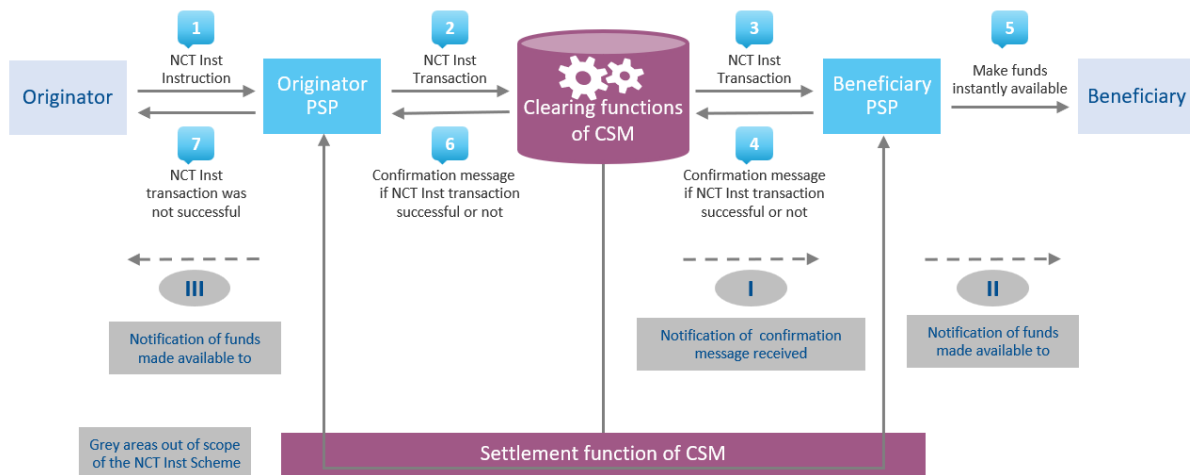 1
NCT Inst
Instruction
2
NCT Inst
Transaction
3
NCT Inst
Transaction
5
Make funds
instantly available
Originator
Originator
PSP
Clearing functions
of CSM
Beneficiary
PSP
Beneficiary
7
NCT Inst
transaction was
not successful
6
Confirmation message
if NCT Inst transaction
successful or not
4
Confirmation message
if NCT Inst transaction
successful or not
III
Notification of funds
made available to
I
Notification of confirmation
message received
II
Notification of funds
made available to
Grey areas out of scope
of the NCT Inst Scheme
Settlement function of CSM